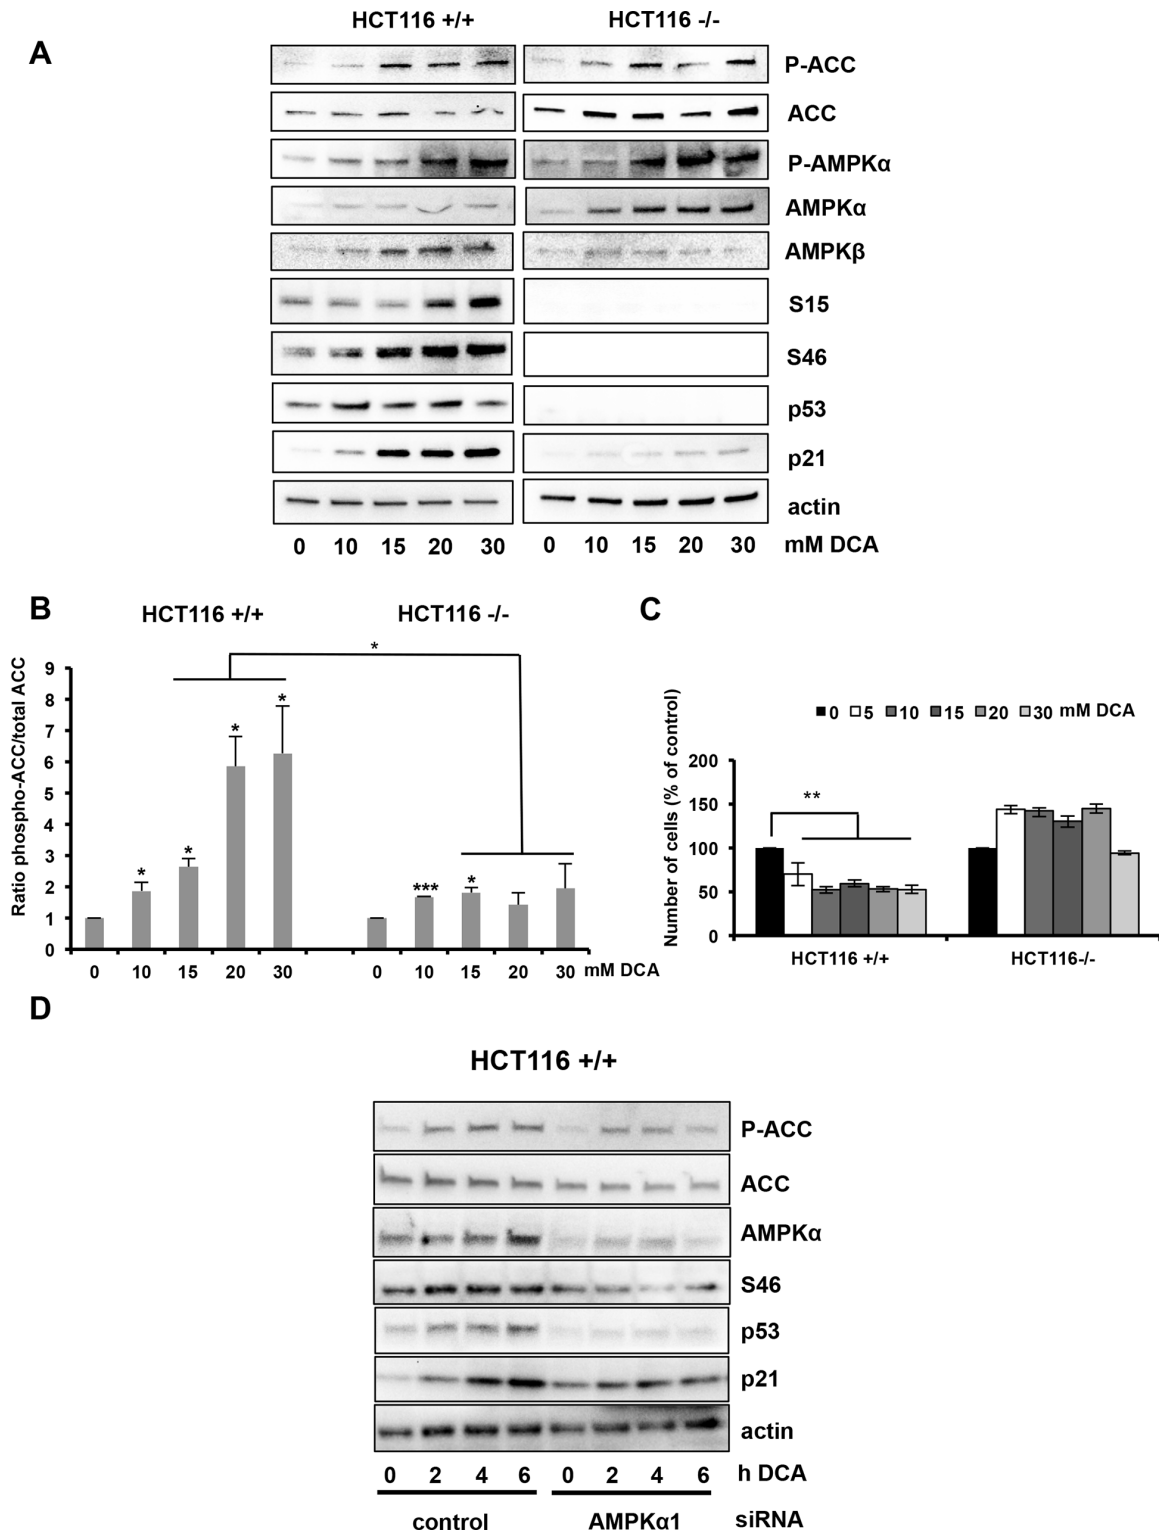 HCT116 +/+ HCT116 -/-
A
P-ACC
ACC
P-AMPKα
AMPKα
AMPKβ
S15
S46
p53
p21
actin
0 10 15 20 30 0 10 15 20 30 mM DCA
B
HCT116 +/+ HCT116 -/-
*
Ratio phospho-ACC/total ACC
9
8
7
6
5
4
3
2
1
0
* * * * *** *
0 10 15 20 30 0 10 15 20 30 mM DCA
C
0 5 10 15 20 30 mM DCA
Number of cells (% of control)
200
150
100
50
0
**
HCT116 +/+ HCT116-/-
D
HCT116 +/+
P-ACC
ACC
AMPKα
S46
p53
p21
actin
0 2 4 6 0 2 4 6 h DCA
control AMPKα1 siRNA